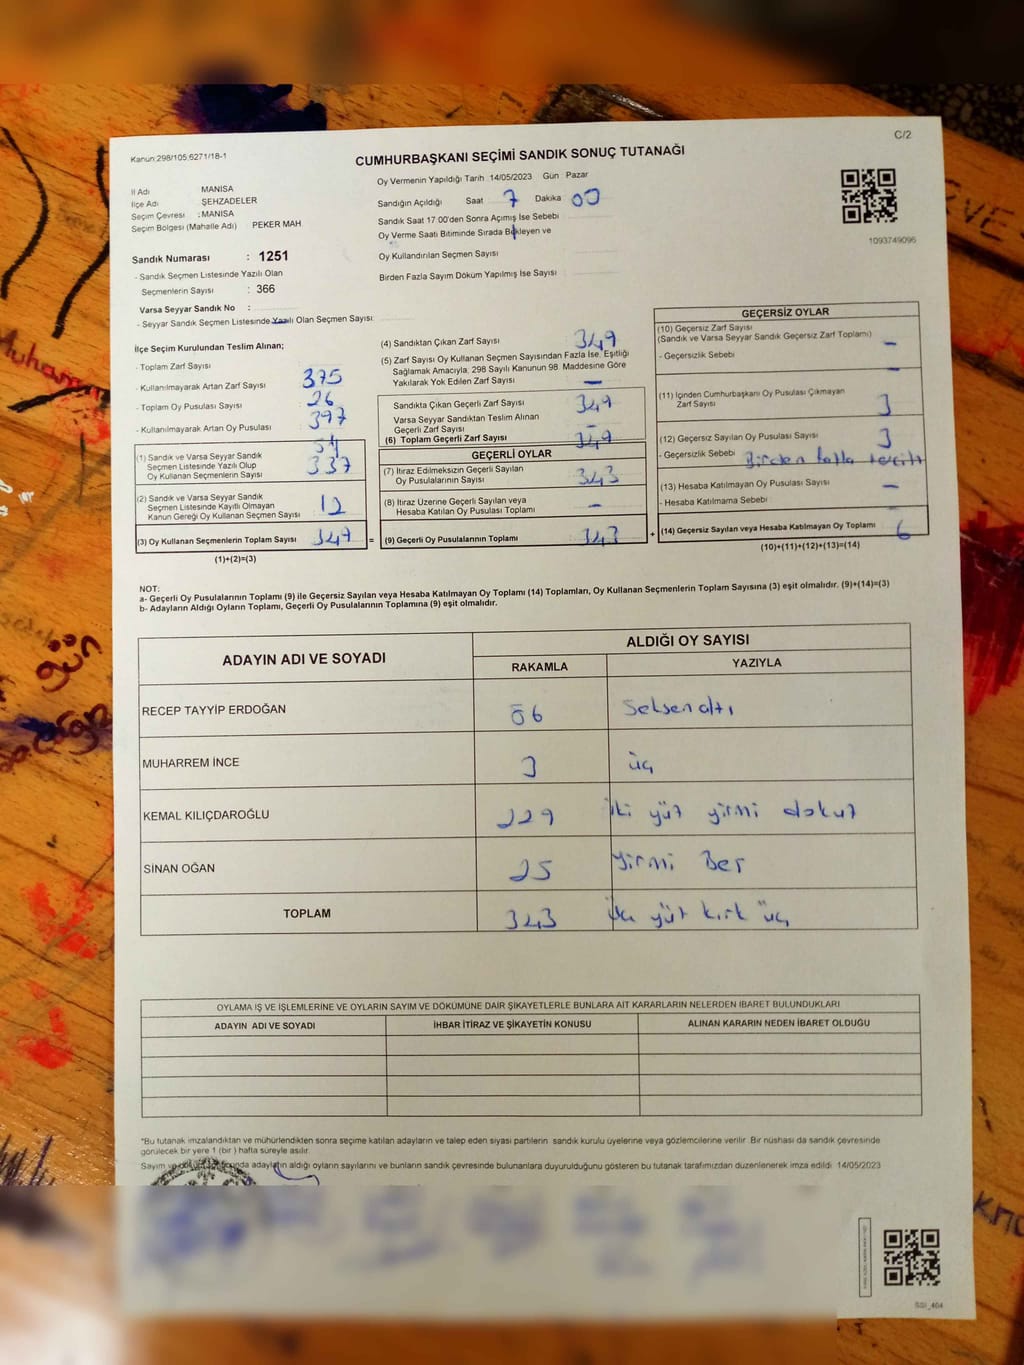 C/2
Kanun:298/105.6271/18-1
CUMHURBAŞKANI SEÇİMİ SANDIK SONUÇ TUTANAĞI
İl Adı MANİSA
İlçe Adı ŞEHZADELER
Seçim Çevresi : MANİSA
Seçim Bölgesi (Mahalle Adı) PEKER MAH.
Oy Vermenin Yapıldığı Tarih 14/05/2023 Gün Pazar
Sandığın Açıldığı Saat 7 Dakika 00
Sandık Saat 17.00'den Sonra Açımış İse Sebebi
Oy Verme Saati Bitiminde Sırada Bekleyen ve
Oy Kullandırılan Seçmen Sayısı
Birden Fazla Sayım Döküm Yapılmış İse Sayısı
1093749096
Sandık Numarası : 1251
- Sandık Seçmen Listesinde Yazılı Olan
Seçmenlerin Sayısı : 366
Varsa Seyyar Sandık No :
- Seyyar Sandık Seçmen Listesinde Yazılı Olan Seçmen Sayısı:
İlçe Seçim Kurulundan Teslim Alınan;
- Toplam Zarf Sayısı 375
- Kullanılmayarak Artan Zarf Sayısı 26
- Toplam Oy Pusulası Sayısı 397
- Kullanılmayarak Artan Oy Pusulası
(1) Sandık ve Varsa Seyyar Sandık
Seçmen Listesinde Yazılı Olup
Oy Kullanan Seçmenlerin Sayısı 337
(2) Sandık ve Varsa Seyyar Sandık
Seçmen Listesinde Kayıtlı Olmayan
Kanun Gereği Oy Kullanan Seçmen Sayısı 12
(3) Oy Kullanan Seçmenlerin Toplam Sayısı 349 =
(1)+(2)=(3)
(4) Sandıktan Çıkan Zarf Sayısı 349
(5) Zarf Sayısı Oy Kullanan Seçmen Sayısından Fazla İse, Eşitliği
Sağlamak Amacıyla, 298 Sayılı Kanunun 98. Maddesine Göre
Yakılarak Yok Edilen Zarf Sayısı —
Sandıkta Çıkan Geçerli Zarf Sayısı 349
Varsa Seyyar Sandıktan Teslim Alınan
Geçerli Zarf Sayısı —
(6) Toplam Geçerli Zarf Sayısı 349
GEÇERLİ OYLAR
(7) İtiraz Edilmeksizin Geçerli Sayılan
Oy Pusulalarının Sayısı 343
(8) İtiraz Üzerine Geçerli Sayılan veya
Hesaba Katılan Oy Pusulası Toplamı —
(9) Geçerli Oy Pusulalarının Toplamı 343 +
GEÇERSİZ OYLAR
(10) Geçersiz Zarf Sayısı
(Sandık ve Varsa Seyyar Sandık Geçersiz Zarf Toplamı) —
- Geçersizlik Sebebi —
(11) İçinden Cumhurbaşkanı Oy Pusulası Çıkmayan
Zarf Sayısı 3
(12) Geçersiz Sayılan Oy Pusulası Sayısı 3
- Geçersizlik Sebebi Birden fazla tercih
(13) Hesaba Katılmayan Oy Pusulası Sayısı —
- Hesaba Katılmama Sebebi
(14) Geçersiz Sayılan veya Hesaba Katılmayan Oy Toplamı 6
(10)+(11)+(12)+(13)=(14)
NOT:
a- Geçerli Oy Pusulalarının Toplamı (9) ile Geçersiz Sayılan veya Hesaba Katılmayan Oy Toplamı (14) Toplamları, Oy Kullanan Seçmenlerin Toplam Sayısına (3) eşit olmalıdır. (9)+(14)=(3)
b- Adayların Aldığı Oyların Toplamı, Geçerli Oy Pusulalarının Toplamına (9) eşit olmalıdır.
ADAYIN ADI VE SOYADI ALDIĞI OY SAYISI
RAKAMLA YAZIYLA
RECEP TAYYİP ERDOĞAN 86 Seksen altı
MUHARREM İNCE 3 üç
KEMAL KILIÇDAROĞLU 229 iki yüz yirmi dokuz
SİNAN OĞAN 25 yirmi Beş
TOPLAM 343 yüz kırk üç
OYLAMA İŞ VE İŞLEMLERİNE VE OYLARIN SAYIM VE DÖKÜMÜNE DAİR ŞİKAYETLERLE BUNLARA AİT KARARLARIN NELERDEN İBARET BULUNDUKLARI
ADAYIN ADI VE SOYADI İHBAR İTİRAZ VE ŞİKAYETİN KONUSU ALINAN KARARIN NEDEN İBARET OLDUĞU
*Bu tutanak imzalandıktan ve mühürlendikten sonra seçime katılan adayların ve talep eden siyasi partilerin sandık kurulu üyelerine veya gözlemcilerine verilir. Bir nüshası da sandık çevresinde
görülecek bir yere 1 (bir) hafta süreyle asılır.
Sayım ve döküm sonunda adayların aldığı oyların sayılarını ve bunların sandık çevresinde bulunanlara duyurulduğunu gösteren bu tutanak tarafımızdan düzenlenerek imza edildi. 14/05/2023
SSİ_404
gün